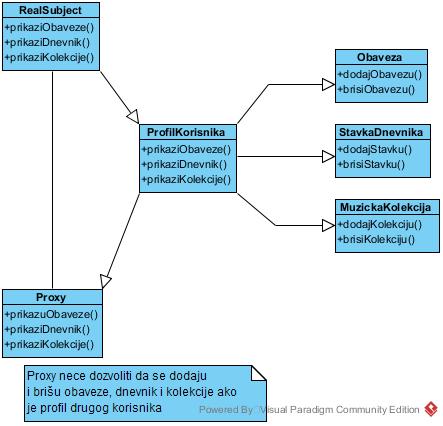 RealSubject
+prikaziObaveze()
+prikaziDnevnik()
+prikaziKolekcije()
Obaveza
+dodajObavezu()
+brisiObavezu()
ProfilKorisnika
+prikaziObaveze()
+prikaziDnevnik()
+prikaziKolekcije()
StavkaDnevnika
+dodajStavku()
+brisiStavku()
MuzickaKolekcija
+dodajKolekciju()
+brisiKolekciju()
Proxy
+prikazuObaveze()
+prikaziDnevnik()
+prikaziKolekcije()
Proxy nece dozvoliti da se dodaju
i brišu obaveze, dnevnik i kolekcije ako
je profil drugog korisnika
Powered By Visual Paradigm Community Edition